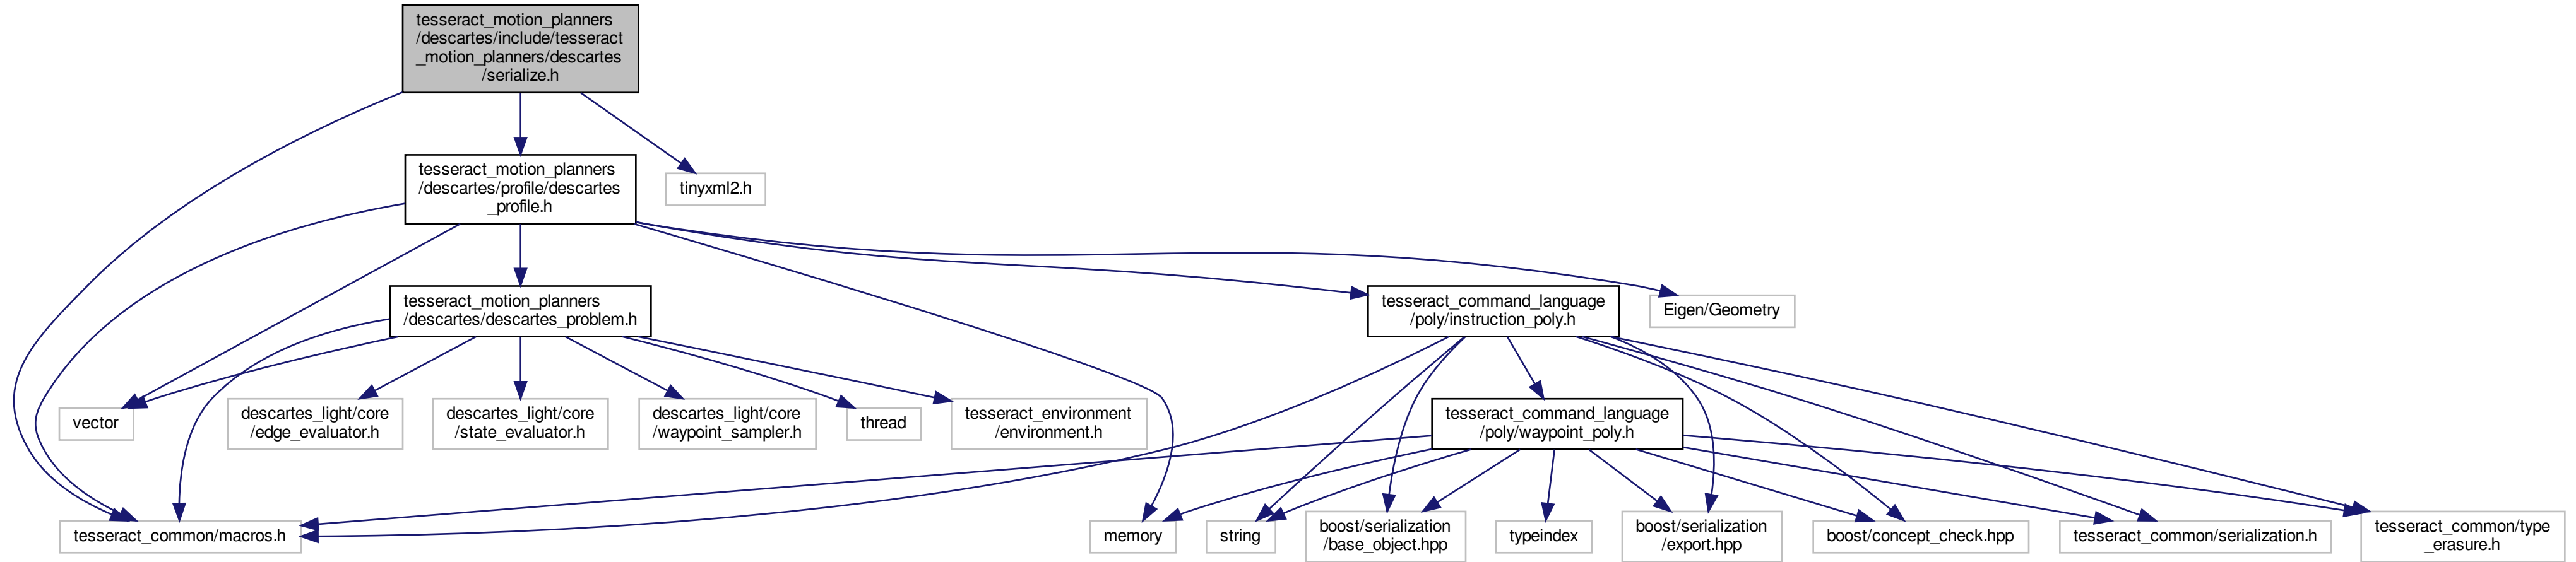 tesseract_motion_planners
/descartes/include/tesseract
_motion_planners/descartes
/serialize.h
tesseract_motion_planners
/descartes/profile/descartes
_profile.h
tinyxml2.h
tesseract_motion_planners
/descartes/descartes_problem.h
tesseract_command_language
/poly/instruction_poly.h
Eigen/Geometry
vector
descartes_light/core
/edge_evaluator.h
descartes_light/core
/state_evaluator.h
descartes_light/core
/waypoint_sampler.h
thread
tesseract_environment
/environment.h
tesseract_command_language
/poly/waypoint_poly.h
tesseract_common/macros.h
memory
string
boost/serialization
/base_object.hpp
typeindex
boost/serialization
/export.hpp
boost/concept_check.hpp
tesseract_common/serialization.h
tesseract_common/type
_erasure.h